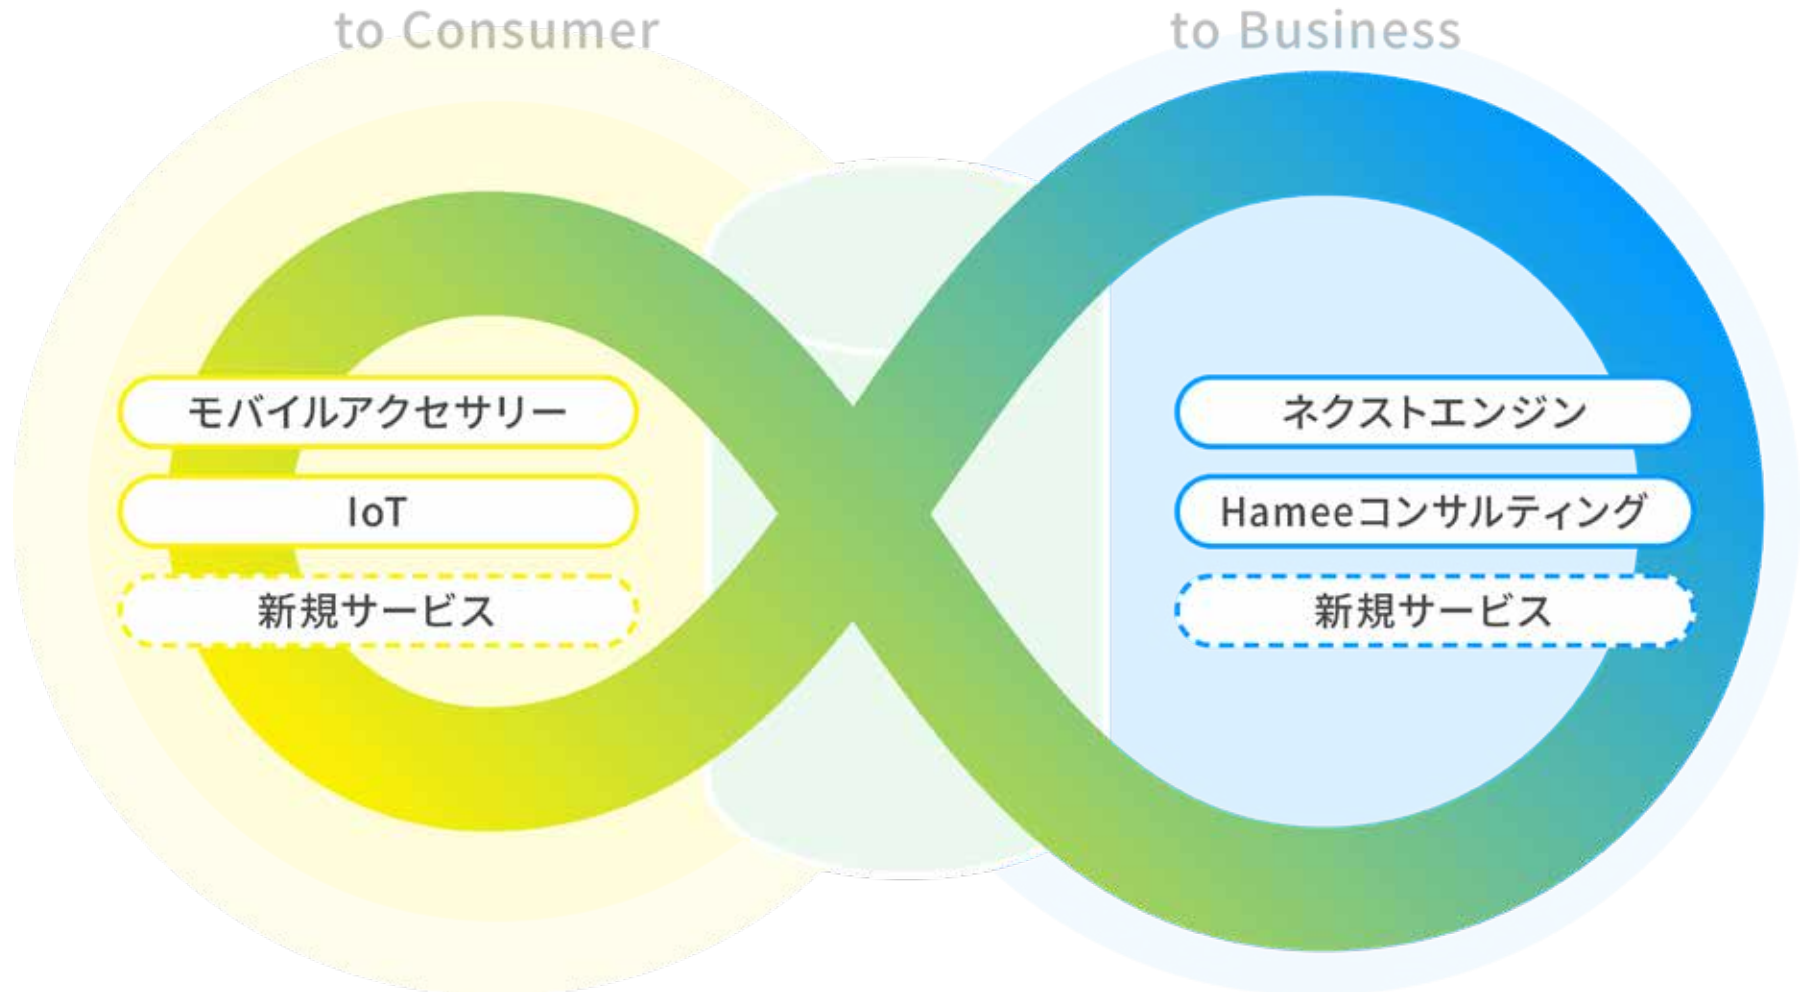 to Consumer
to Business
モバイルアクセサリー
IoT
新規サービス
ネクストエンジン
Hameeコンサルティング
新規サービス